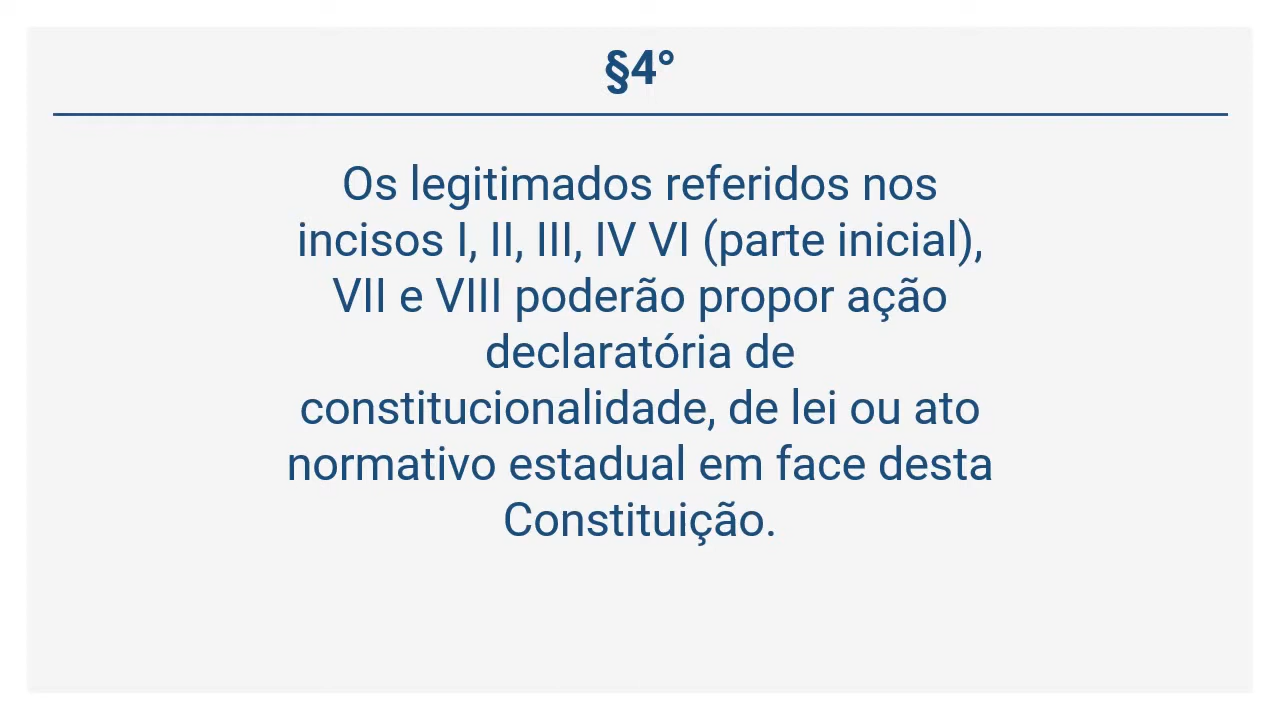 §4°
Os legitimados referidos nos
incisos I, II, III, IV VI (parte inicial),
VII e VIII poderão propor ação
declaratória de
constitucionalidade, de lei ou ato
normativo estadual em face desta
Constituição.